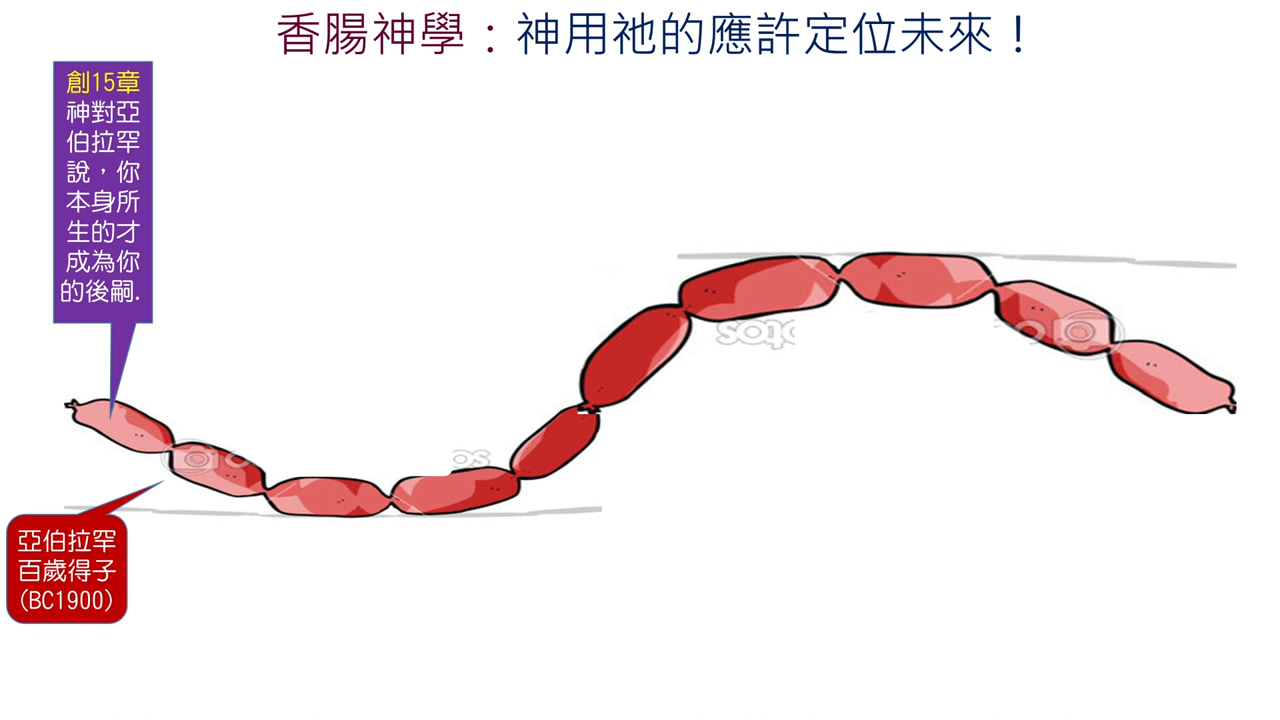 香腸神學：神用祂的應許定位未來！
創15章
神對亞
伯拉罕
說，你
本身所
生的才
成為你
的後嗣.
亞伯拉罕
百歲得子
(BC1900)